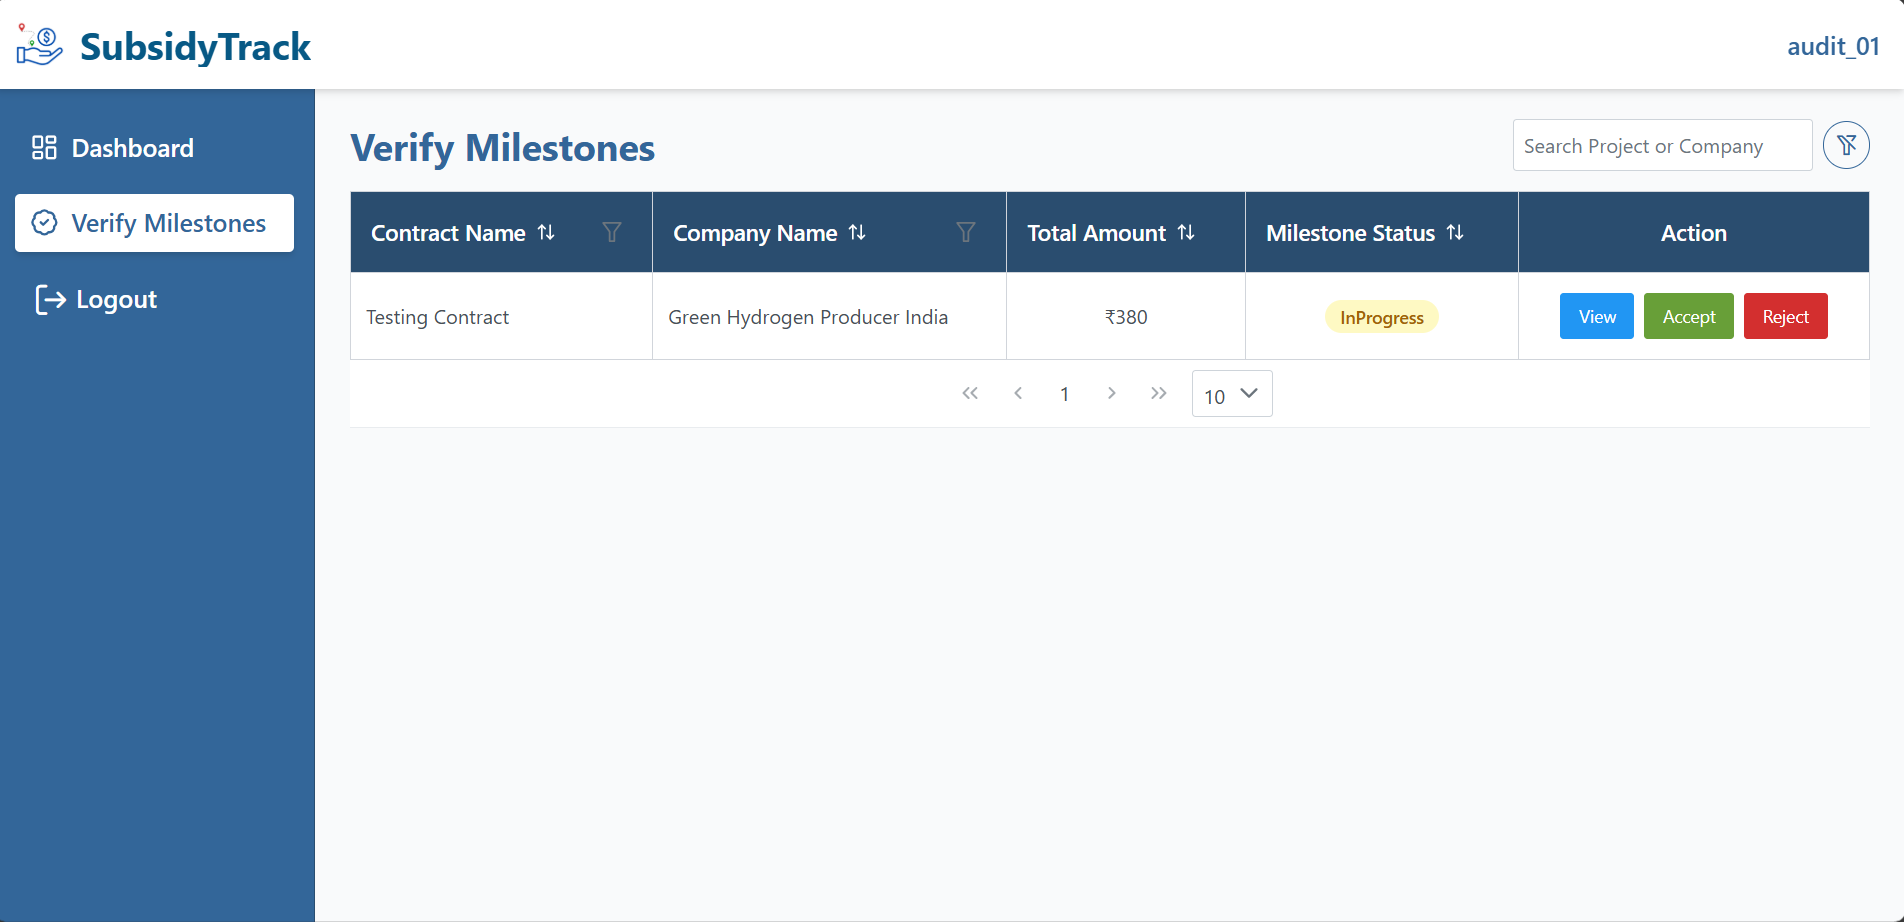 SubsidyTrack
audit_01
Dashboard
Verify Milestones
Logout
Verify Milestones
Search Project or Company
Contract Name Company Name Total Amount Milestone Status Action
Testing Contract Green Hydrogen Producer India ₹380 InProgress View Accept Reject
1 10